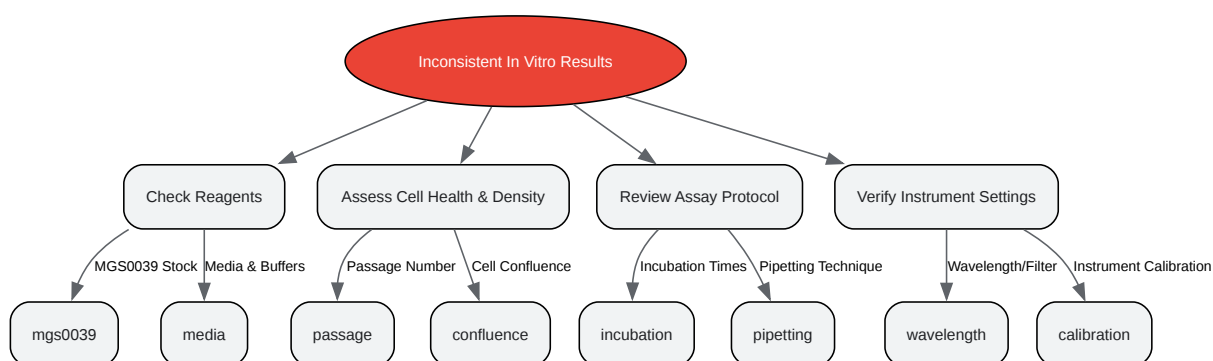 Inconsistent In Vitro Results
Check Reagents
Assess Cell Health & Density
Review Assay Protocol
Verify Instrument Settings
MGS0039 Stock
Media & Buffers
Passage Number
Cell Confluence
Incubation Times
Pipetting Technique
Wavelength/Filter
Instrument Calibration
mgs0039
media
passage
confluence
incubation
pipetting
wavelength
calibration